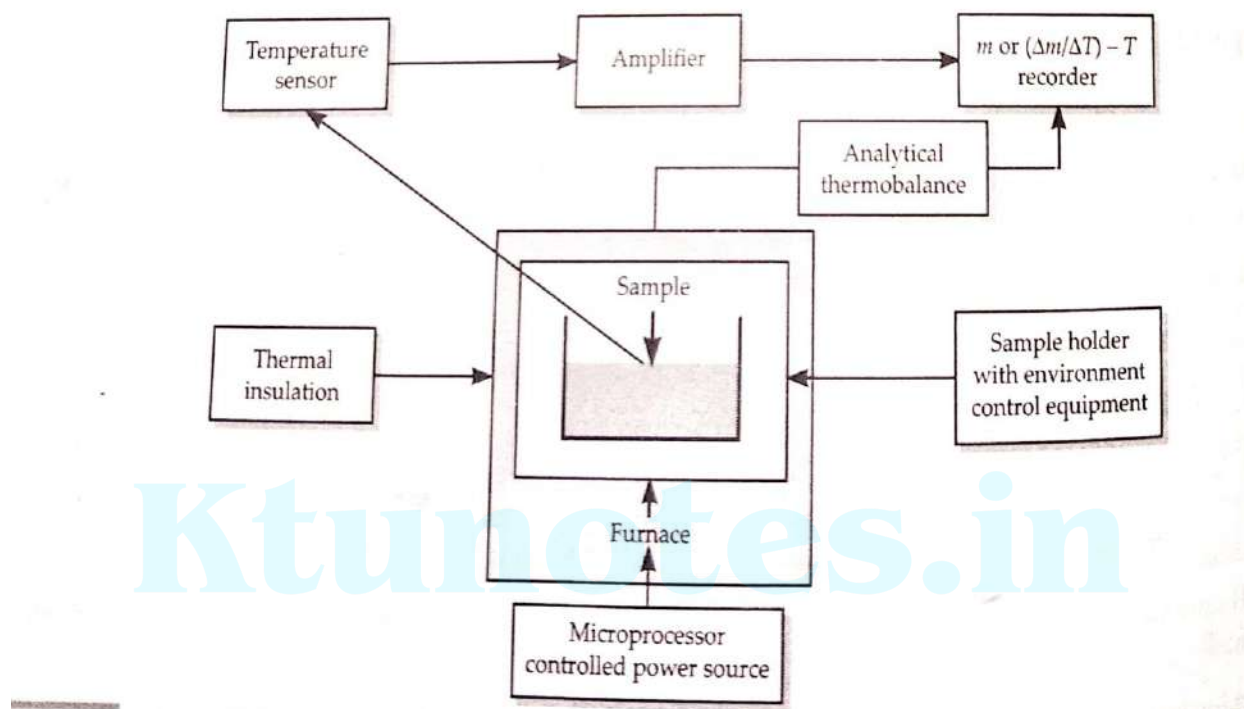 Temperature
sensor
Amplifier
m or (Δm/ΔT) – T
recorder
Analytical
thermobalance
Sample
Thermal
insulation
Sample holder
with environment
control equipment
Furnace
Ktunotes.in
Microprocessor
controlled power source